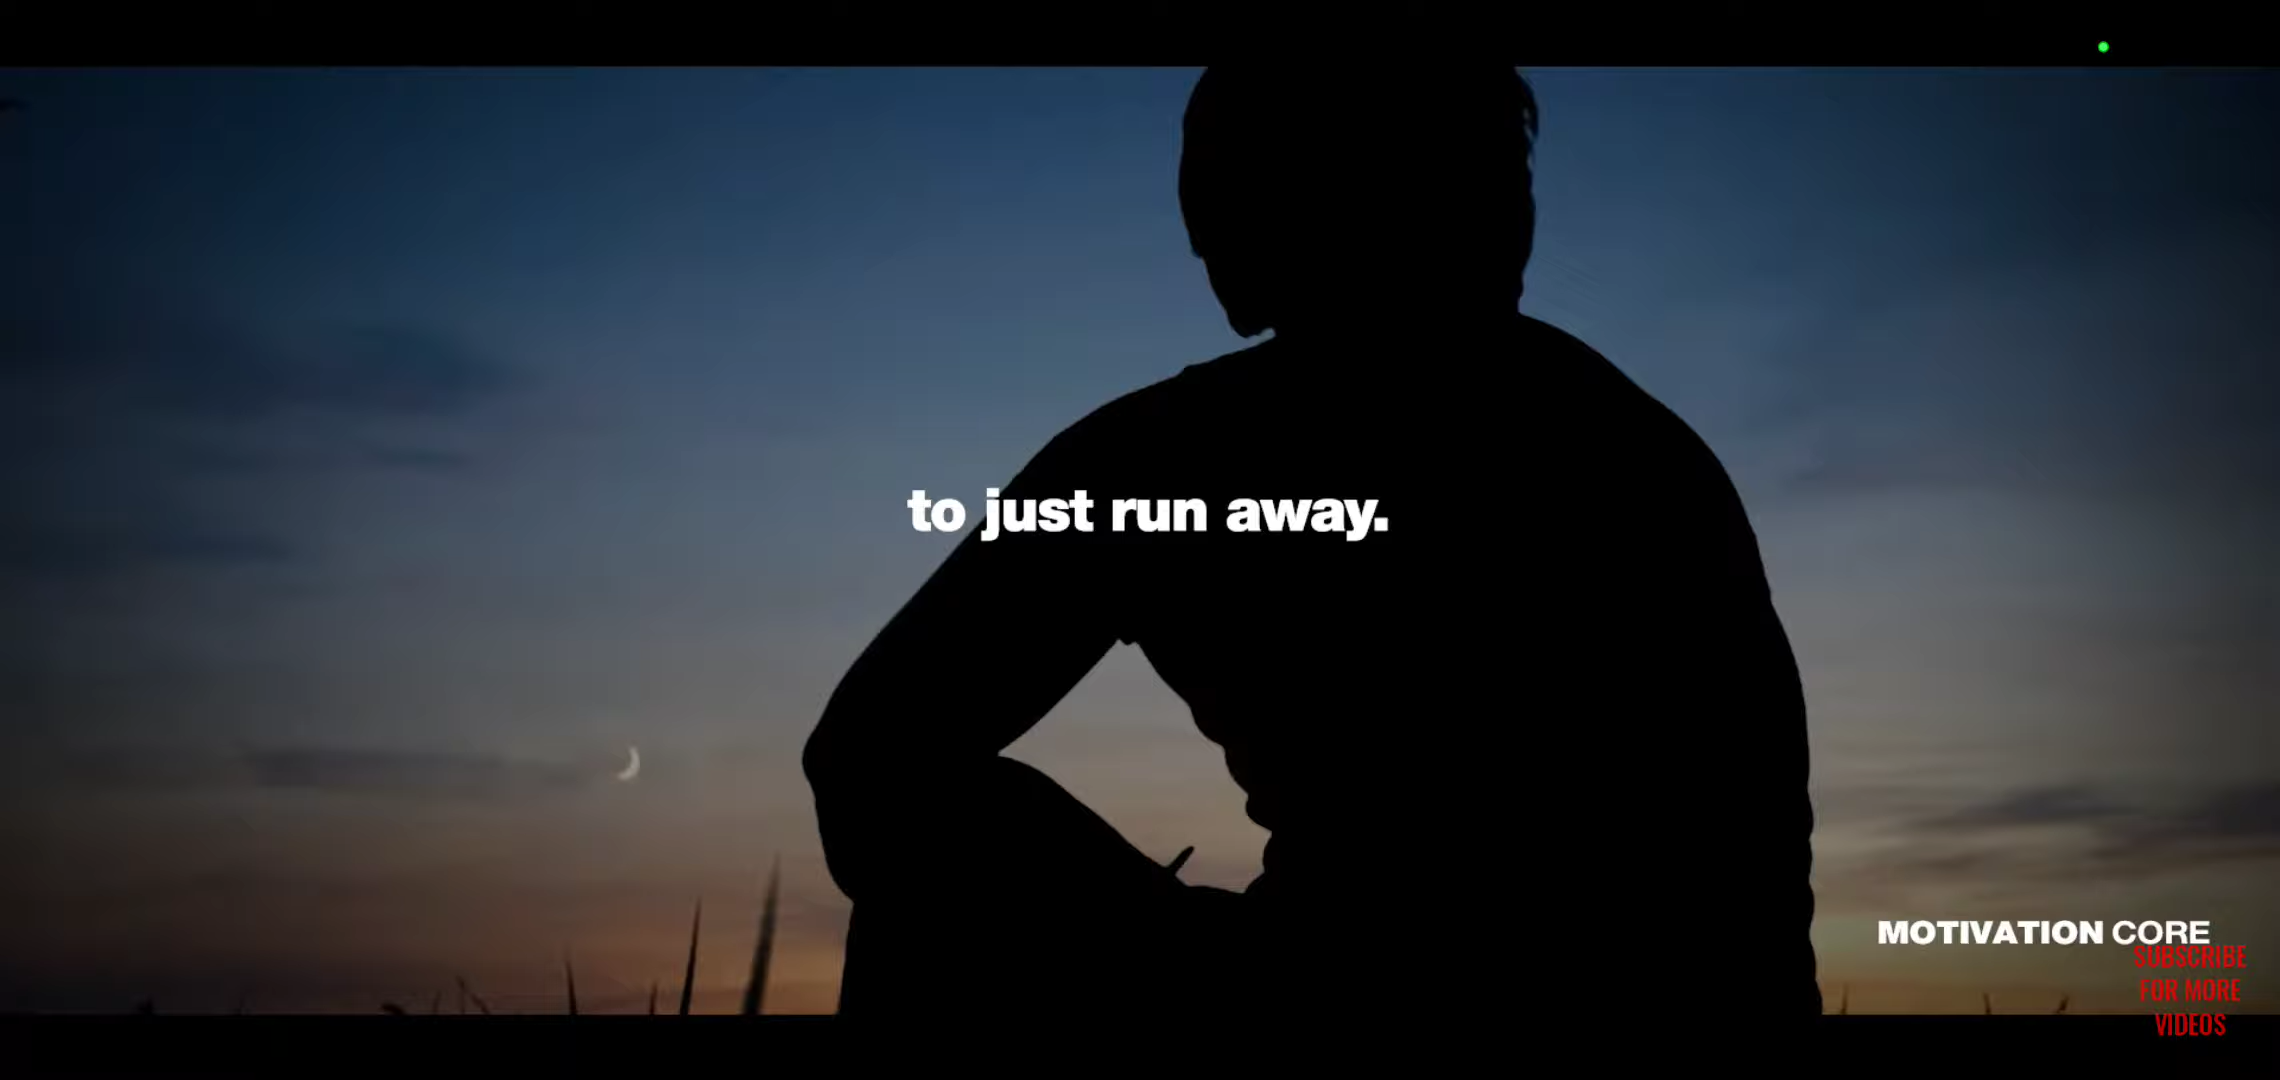 to just run away.
MOTIVATION CORE
SUBSCRIBE
FOR MORE
VIDEOS